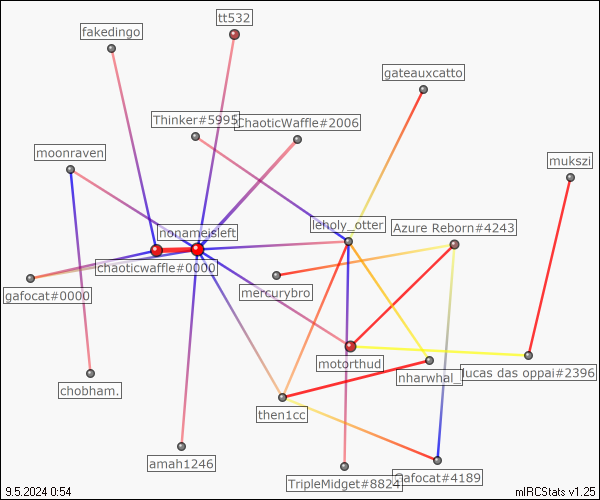 tt532
fakedingo
gateauxcatto
Thinker#5995
ChaoticWaffle#2006
moonraven
mukszi
nonameisleft
leholy_otter
Azure Reborn#4243
chaoticwaffle#0000
gafocat#0000
mercurybro
motorthud
nharwhal_
lucas das oppai#2396
chobham.
then1cc
amah1246
TripleMidget#8824
Gafocat#4189
9.5.2024 0:54
mIRCStats v1.25